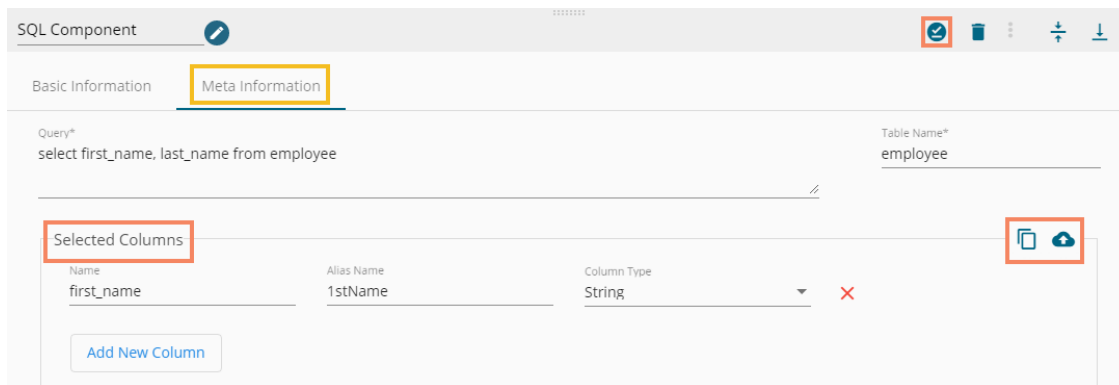 SQL Component
Basic Information
Meta Information
Query*
Table Name*
select first_name, last_name from employee
employee
Selected Columns
Name
Alias Name
Column Type
first_name
1stName
String
Add New Column